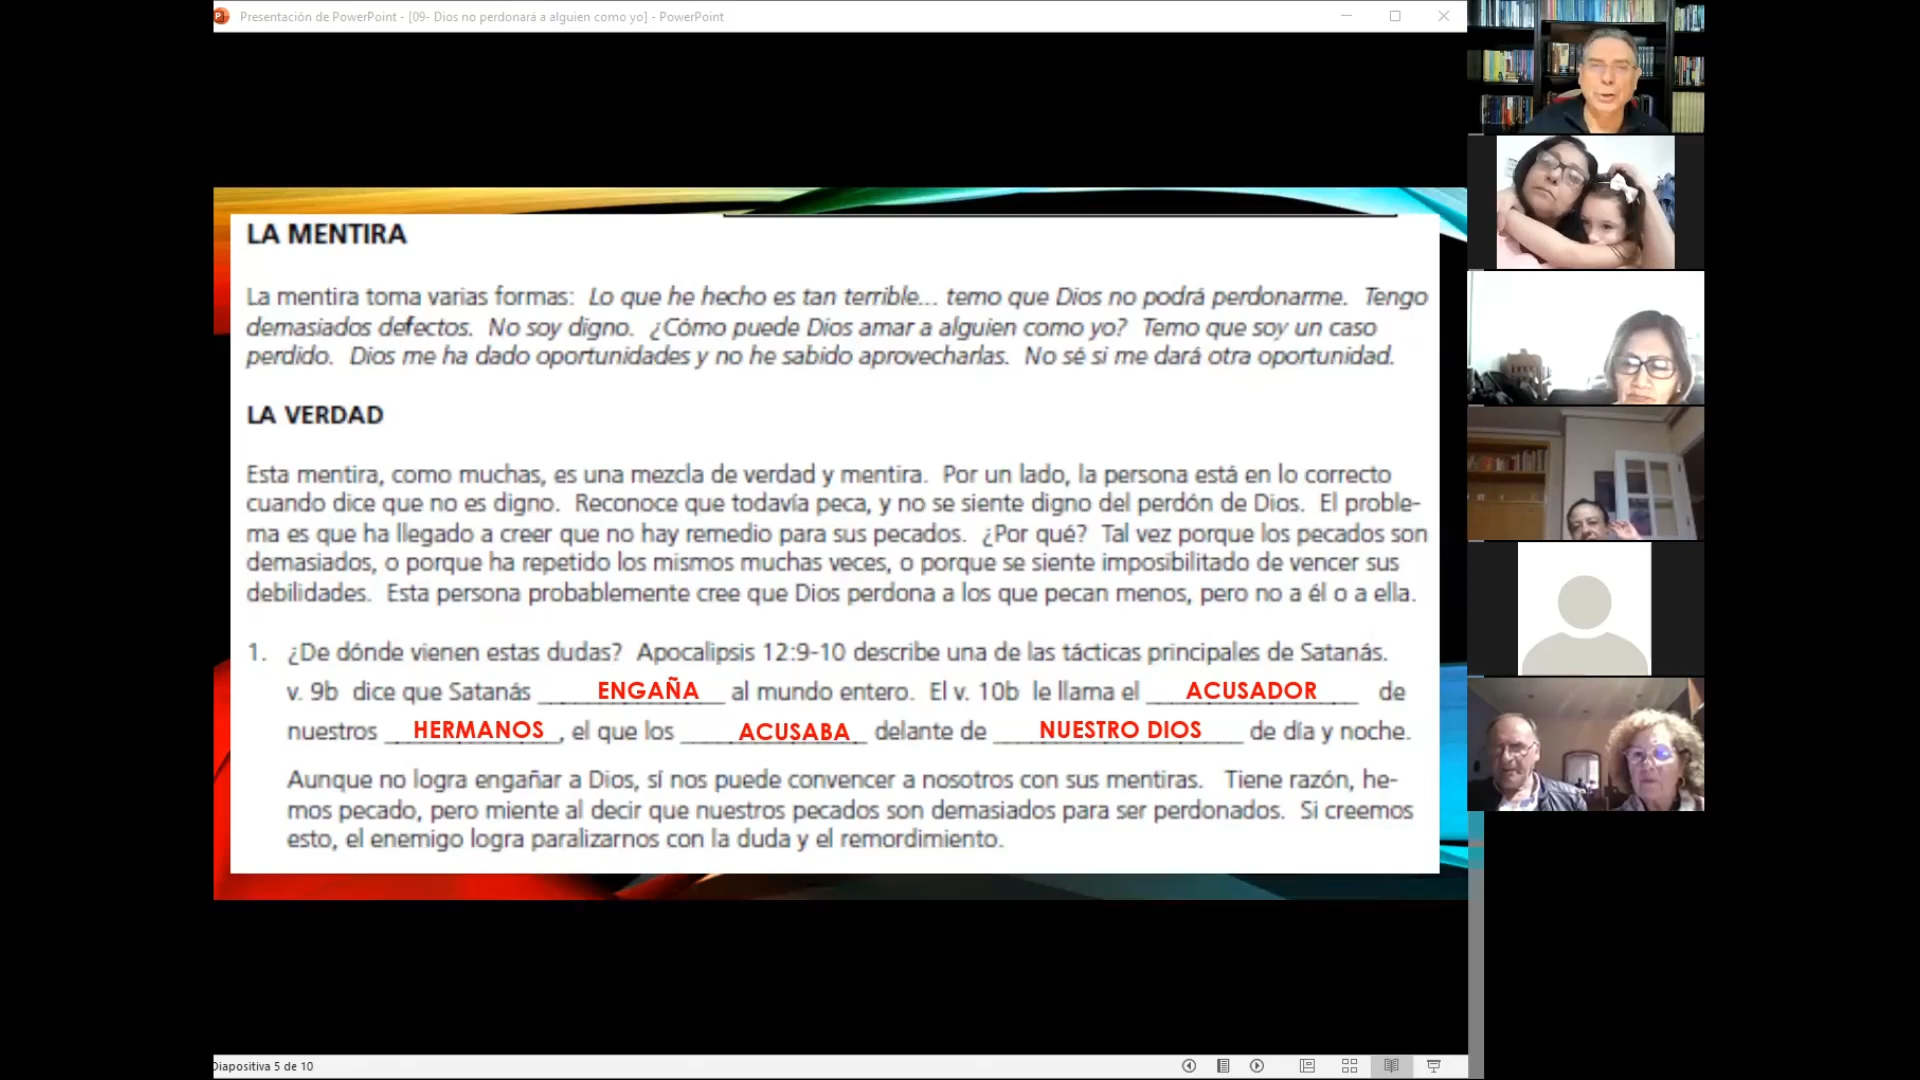 Presentación de PowerPoint - [09- Dios no perdonará a alguien como yo] - PowerPoint
LA MENTIRA
La mentira toma varias formas: Lo que he hecho es tan terrible... temo que Dios no podrá perdonarme. Tengo
demasiados defectos. No soy digno. ¿Cómo puede Dios amar a alguien como yo? Temo que soy un caso
perdido. Dios me ha dado oportunidades y no he sabido aprovecharlas. No sé si me dará otra oportunidad.
LA VERDAD
Esta mentira, como muchas, es una mezcla de verdad y mentira. Por un lado, la persona está en lo correcto
cuando dice que no es digno. Reconoce que todavía peca, y no se siente digno del perdón de Dios. El proble-
ma es que ha llegado a creer que no hay remedio para sus pecados. ¿Por qué? Tal vez porque los pecados son
demasiados, o porque ha repetido los mismos muchas veces, o porque se siente imposibilitado de vencer sus
debilidades. Esta persona probablemente cree que Dios perdona a los que pecan menos, pero no a él o a ella.
1. ¿De dónde vienen estas dudas? Apocalipsis 12:9-10 describe una de las tácticas principales de Satanás.
v. 9b dice que Satanás ENGAÑA al mundo entero. El v. 10b le llama el ACUSADOR de
nuestros HERMANOS, el que los ACUSABA delante de NUESTRO DIOS de día y noche.
Aunque no logra engañar a Dios, sí nos puede convencer a nosotros con sus mentiras. Tiene razón, he-
mos pecado, pero miente al decir que nuestros pecados son demasiados para ser perdonados. Si creemos
esto, el enemigo logra paralizarnos con la duda y el remordimiento.
Diapositiva 5 de 10